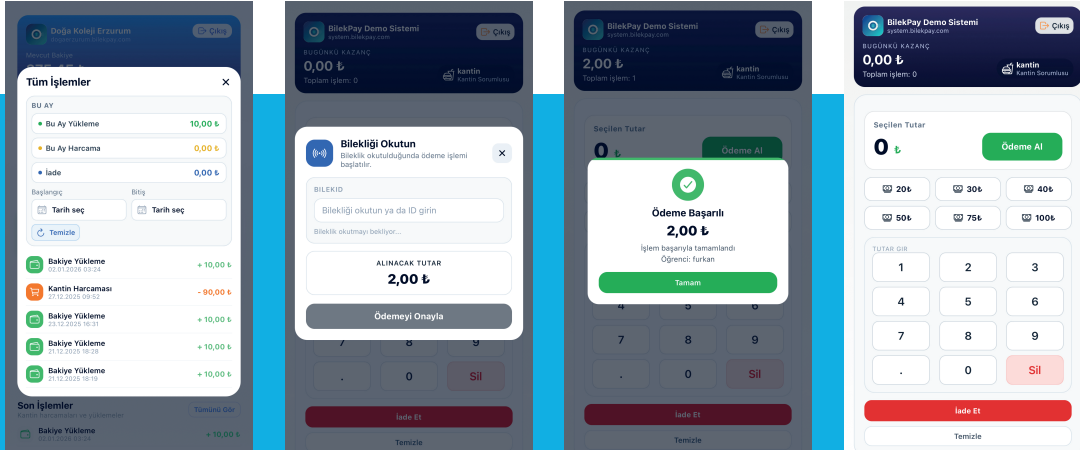 Doğa Koleji Erzurum
Çıkış
Mevcut Bakiye
Tüm İşlemler
BU AY
Bu Ay Yükleme
10,00 ₺
Bu Ay Harcama
0,00 ₺
İade
0,00 ₺
Başlangıç
Bitiş
Tarih seç
Tarih seç
Temizle
Bakiye Yükleme
02.01.2026 03:24
+ 10,00 ₺
Kantin Harcaması
27.12.2025 09:52
- 90,00 ₺
Bakiye Yükleme
23.12.2025 16:31
+ 10,00 ₺
Bakiye Yükleme
21.12.2025 18:28
+ 10,00 ₺
Bakiye Yükleme
21.12.2025 18:19
+ 10,00 ₺
Son İşlemler
Kantin harcamaları ve yüklemeler
Tümünü Gör
Bakiye Yükleme
02.01.2026 03:24
+ 10,00 ₺
BilekPay Demo Sistemi
system.bilekpay.com
Çıkış
BUGÜNKÜ KAZANÇ
0,00 ₺
Toplam işlem: 0
kantin
Kantin Sorumlusu
Bilekliği Okutun
Bileklik okutulduğunda ödeme işlemi
başlatılır.
BILEKID
Bilekliği okutun ya da ID girin
Bileklik okutmayı bekliyor...
ALINACAK TUTAR
2,00 ₺
Ödemeyi Onayla
7
8
9
.
0
Sil
İade Et
Temizle
BilekPay Demo Sistemi
system.bilekpay.com
Çıkış
BUGÜNKÜ KAZANÇ
2,00 ₺
Toplam işlem: 1
kantin
Kantin Sorumlusu
Seçilen Tutar
0 ₺
Ödeme Al
Ödeme Başarılı
2,00 ₺
İşlem başarıyla tamamlandı
Öğrenci: furkan
Tamam
4
5
6
7
8
9
.
0
Sil
İade Et
Temizle
BilekPay Demo Sistemi
system.bilekpay.com
Çıkış
BUGÜNKÜ KAZANÇ
0,00 ₺
Toplam işlem: 0
kantin
Kantin Sorumlusu
Seçilen Tutar
0 ₺
Ödeme Al
20₺
30₺
40₺
50₺
75₺
100₺
TUTAR GIR
1
2
3
4
5
6
7
8
9
.
0
Sil
İade Et
Temizle